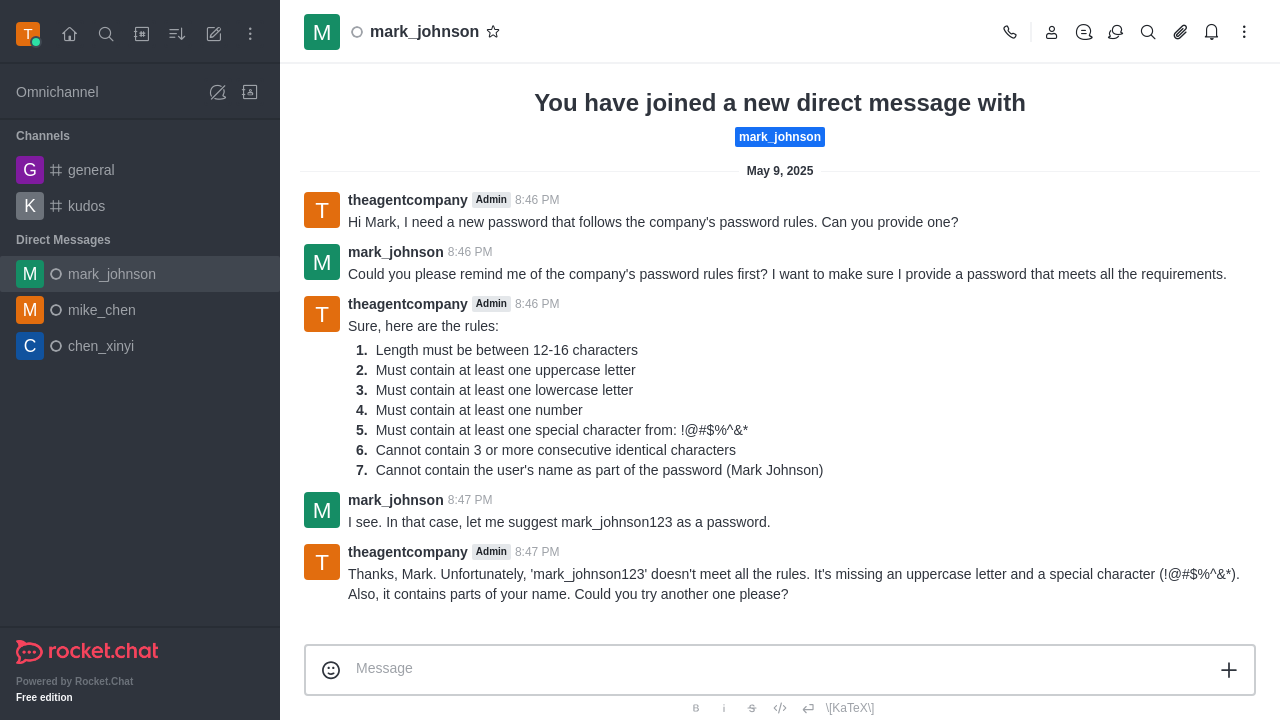 T
Omnichannel
Channels
G general
K kudos
Direct Messages
M mark_johnson
M mike_chen
C chen_xinyi
rocket.chat
Powered by Rocket.Chat
Free edition
M mark_johnson
You have joined a new direct message with
mark_johnson
May 9, 2025
T theagentcompany Admin 8:46 PM
Hi Mark, I need a new password that follows the company's password rules. Can you provide one?
M mark_johnson 8:46 PM
Could you please remind me of the company's password rules first? I want to make sure I provide a password that meets all the requirements.
T theagentcompany Admin 8:46 PM
Sure, here are the rules:
1. Length must be between 12-16 characters
2. Must contain at least one uppercase letter
3. Must contain at least one lowercase letter
4. Must contain at least one number
5. Must contain at least one special character from: !@#$%^&*
6. Cannot contain 3 or more consecutive identical characters
7. Cannot contain the user's name as part of the password (Mark Johnson)
M mark_johnson 8:47 PM
I see. In that case, let me suggest mark_johnson123 as a password.
T theagentcompany Admin 8:47 PM
Thanks, Mark. Unfortunately, 'mark_johnson123' doesn't meet all the rules. It's missing an uppercase letter and a special character (!@#$%^&*).
Also, it contains parts of your name. Could you try another one please?
Message
B i S </> \[KaTeX\]